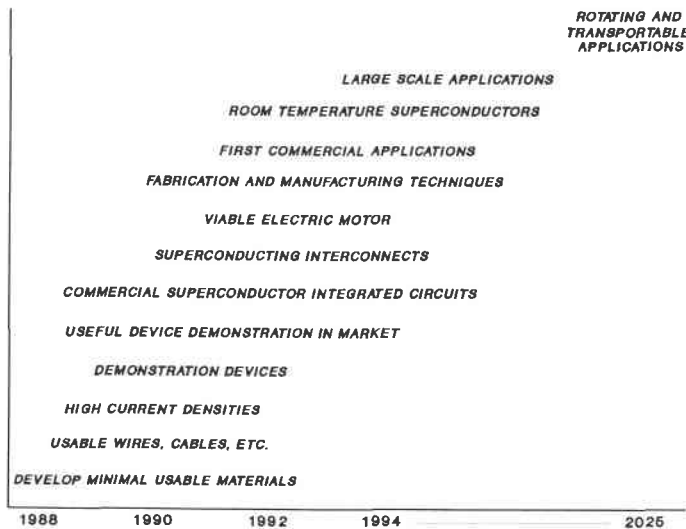 ROTATING AND
TRANSPORTABLE
APPLICATIONS
LARGE SCALE APPLICATIONS
ROOM TEMPERATURE SUPERCONDUCTORS
FIRST COMMERCIAL APPLICATIONS
FABRICATION AND MANUFACTURING TECHNIQUES
VIABLE ELECTRIC MOTOR
SUPERCONDUCTING INTERCONNECTS
COMMERCIAL SUPERCONDUCTOR INTEGRATED CIRCUITS
USEFUL DEVICE DEMONSTRATION IN MARKET
DEMONSTRATION DEVICES
HIGH CURRENT DENSITIES
USABLE WIRES, CABLES, ETC.
DEVELOP MINIMAL USABLE MATERIALS
1988 1990 1992 1994 2025